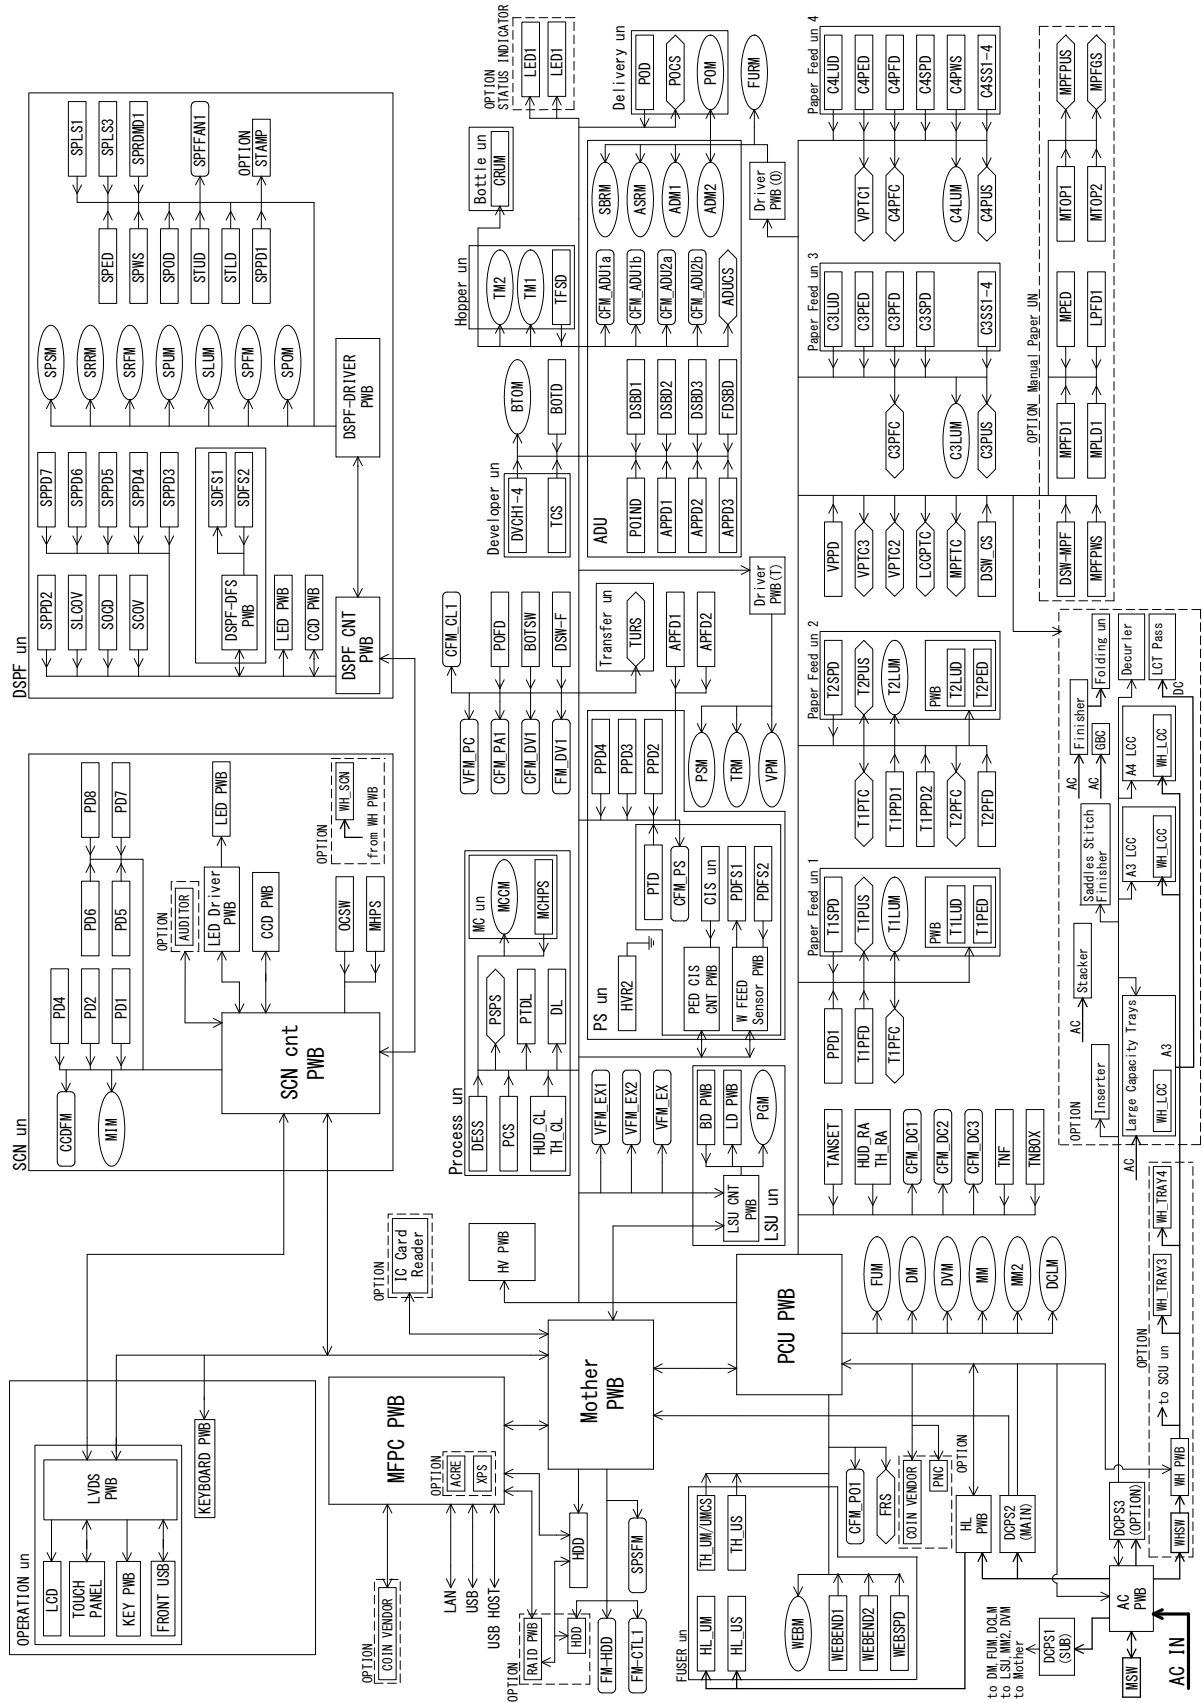 OPERATION un
LCD
TOUCH
PANEL
KEY PWB
FRONT USB
LVDS
PWB
KEYBOARD PWB
SCN un
CCDFM
MIM
PD4
PD2
PD1
PD6
PD5
PD8
PD7
SCN cnt
PWB
OPTION
AUDITOR
LED Driver
PWB
LED PWB
CCD PWB
OCSW
MHPS
OPTION
WH_SCN
from WH PWB
DSPF un
SPPD2
SLCOV
SOCD
SCOV
SPPD7
SPPD6
SPPD5
SPPD4
SPPD3
DSPF-DFS
PWB
SDFS1
SDFS2
LED PWB
CCD PWB
DSPF CNT
PWB
DSPF-DRIVER
PWB
SPSM
SRRM
SRFM
SPUM
SLUM
SPFM
SPOM
SPED
SPWS
SPOD
STUD
STLD
SPPD1
SPLS1
SPLS3
SPRDMD1
SPFFAN1
OPTION
STAMP
OPTION
COIN VENDOR
MFPC PWB
OPTION
ACRE
XPS
LAN
USB
USB HOST
OPTION
RAID PWB
HDD
HDD
FM-HDD
FM-CTL1
SPSFM
OPTION
IC Card
Reader
Mother
PWB
HV PWB
Process un
DESS
PCS
HUD_CL
TH_CL
PSPS
PTDL
DL
MC un
MCCM
MCHPS
VFM_EX1
VFM_EX2
VFM_EX
LSU CNT
PWB
BD PWB
LD PWB
PGM
LSU un
VFM_PC
CFM_CL1
CFM_PA1
CFM_DV1
FM_DV1
POFD
BOTSW
DSW-F
Transfer un
TURS
APFD1
APFD2
PS un
HVR2
PTD
CFM_PS
PPD4
PPD3
PPD2
PED CIS
CNT PWB
CIS un
W FEED
Sensor PWB
PDFS1
PDFS2
PSM
TRM
VPM
Driver
PWB(T)
Developer un
DVCH1-4
TCS
BTOM
BOTD
ADU
POIND
APPD1
APPD2
APPD3
DSBD1
DSBD2
DSBD3
FDSBD
CFM_ADU1a
CFM_ADU1b
CFM_ADU2a
CFM_ADU2b
ADUCS
SBRM
ASRM
ADM1
ADM2
Hopper un
TM2
TM1
TFSD
Bottle un
CRUM
OPTION
STATUS INDICATOR
LED1
LED1
Delivery un
POD
POCS
POM
FURM
Driver
PWB(O)
FUSER un
HL_UM
HL_US
TH_UM/UMCS
TH_US
WEBM
WEBEND1
WEBEND2
WEBSPD
CFM_PO1
FRS
COIN VENDOR
PNC
OPTION
PCU PWB
FUM
DM
DVM
MM
MM2
DCLM
TANSET
HUD_RA
TH_RA
CFM_DC1
CFM_DC2
CFM_DC3
TNF
TNBOX
PPD1
T1PFD
T1PFC
Paper Feed un 1
T1SPD
T1PUS
T1LUM
PWB
T1LUD
T1PED
T1PTC
T1PPD1
T1PPD2
T2PFC
T2PFD
Paper Feed un 2
T2SPD
T2PUS
T2LUM
PWB
T2LUD
T2PED
VPPD
VPTC3
VPTC2
LCCPTC
MPFTC
DSW_CS
C3PFC
C3LUM
C3PUS
Paper Feed un 3
C3LUD
C3PED
C3PFD
C3SPD
C3SS1-4
VPTC1
C4PFC
C4LUM
C4PUS
Paper Feed un 4
C4LUD
C4PED
C4PFD
C4SPD
C4PWS
C4SS1-4
OPTION Manual Paper UN
DSW-MPF
MPFPWS
MPFD1
MPLD1
MPED
LPFD1
MTOP1
MTOP2
MPFPUS
MPFGS
to DM, FUM, DCLM
to LSU, MM2, DVM
to Mother
DCPS1
(SUB)
MSW
AC IN
AC
PWB
HL
PWB
DCPS2
(MAIN)
DCPS3
(OPTION)
WHSW
WH PWB
to SCU un
OPTION
WH_TRAY3
WH_TRAY4
OPTION
Inserter
AC
Large Capacity Trays
WH_LCC
A3
AC
Stacker
Saddles Stitch
Finisher
A3 LCC
WH_LCC
AC
Finisher
AC
GBC
Folding un
A4 LCC
WH_LCC
Decurler
LCT Pass
DC